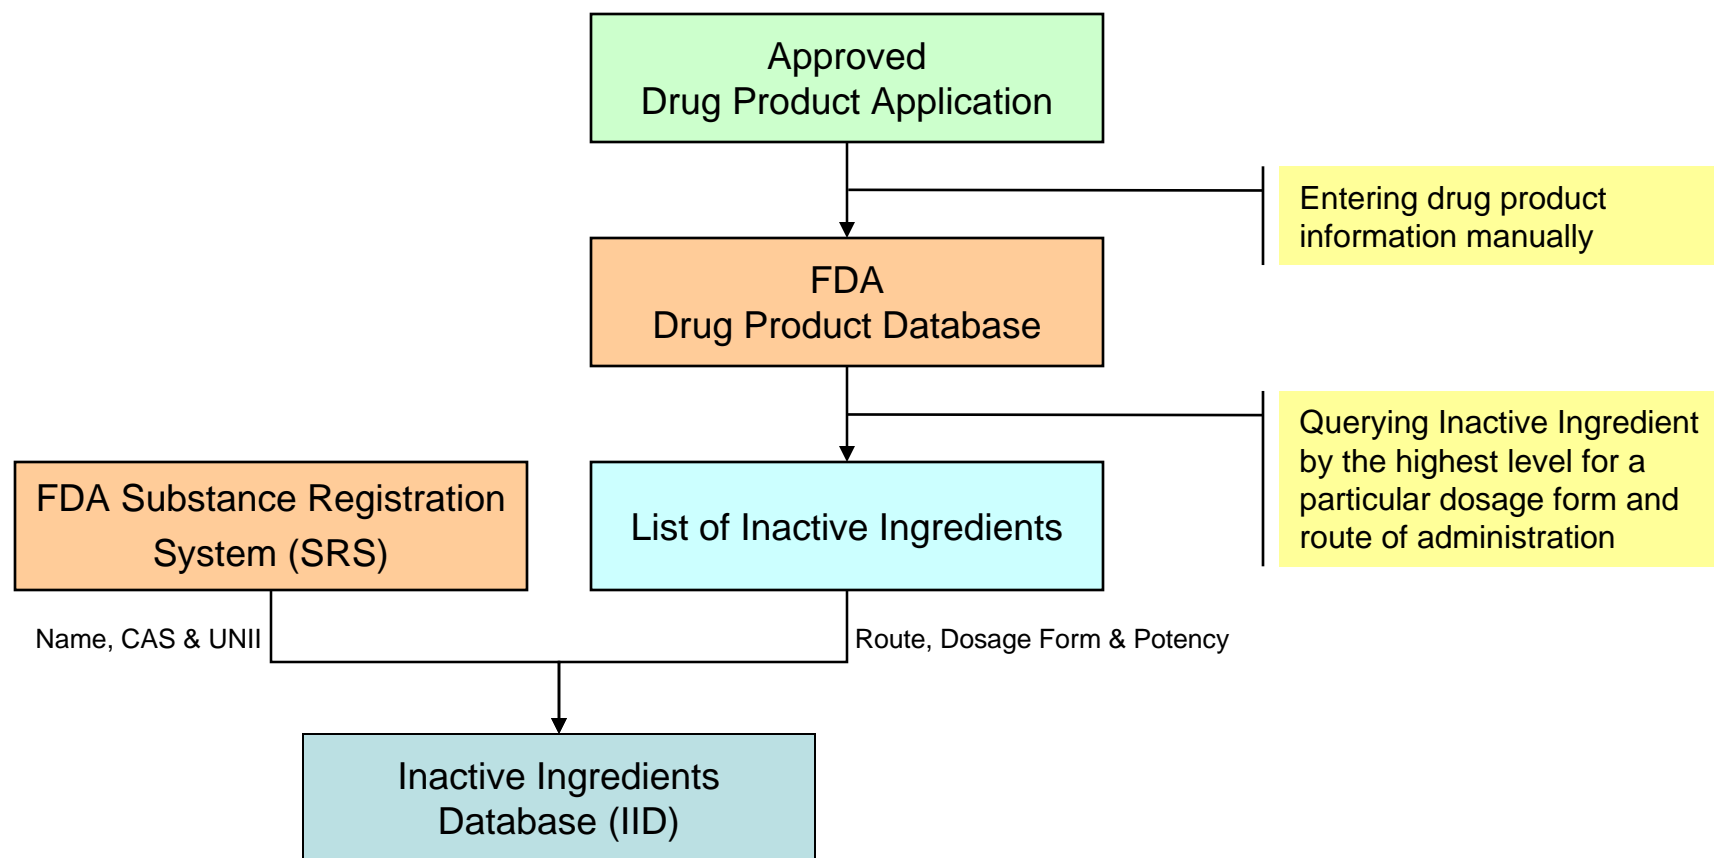 Approved
Drug Product Application
Entering drug product
information manually
FDA
Drug Product Database
Querying Inactive Ingredient
by the highest level for a
particular dosage form and
route of administration
FDA Substance Registration
System (SRS)
List of Inactive Ingredients
Name, CAS & UNII
Route, Dosage Form & Potency
Inactive Ingredients
Database (IID)